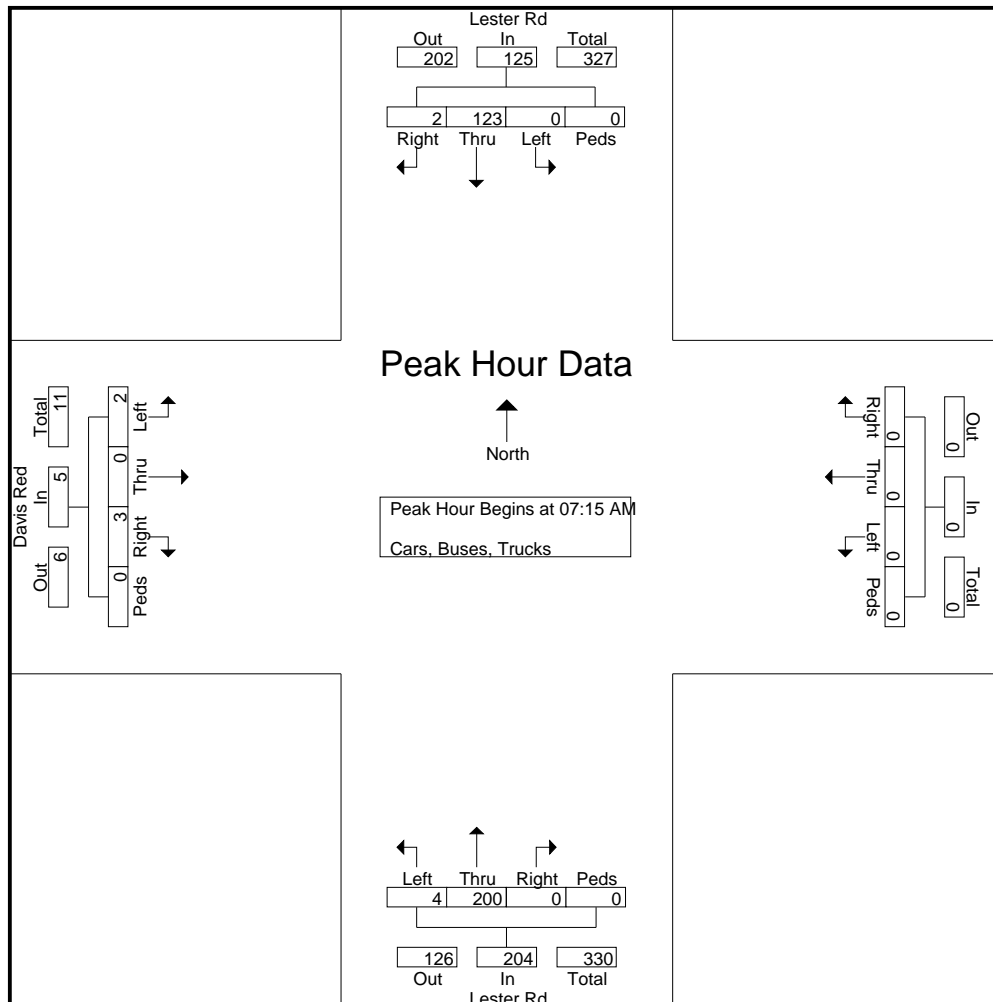 Lester Rd
Out In Total
202 125 327
2 123 0 0
Right Thru Left Peds
Peak Hour Data
North
Peak Hour Begins at 07:15 AM
Cars, Buses, Trucks
Davis Red
Out In Total
6 5 11
Left Thru Right Peds
2 0 3 0
Right Thru Left Peds
0 0 0 0
Out In Total
0 0 0
Left Thru Right Peds
4 200 0 0
126 204 330
Out In Total
Lester Rd